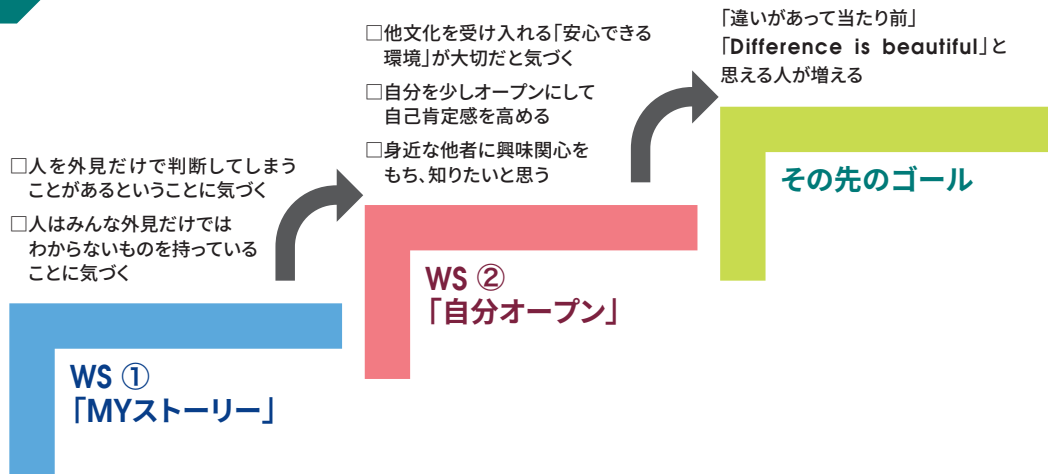 □人を外見だけで判断してしまう
ことがあるということに気づく
□人はみんな外見だけでは
わからないものを持っている
ことに気づく
WS ①
「MYストーリー」
□他文化を受け入れる「安心できる
環境」が大切だと気づく
□自分を少しオープンにして
自己肯定感を高める
□身近な他者に興味関心を
もち、知りたいと思う
WS ②
「自分オープン」
「違いがあって当たり前」
「Difference is beautiful」と
思える人が増える
その先のゴール